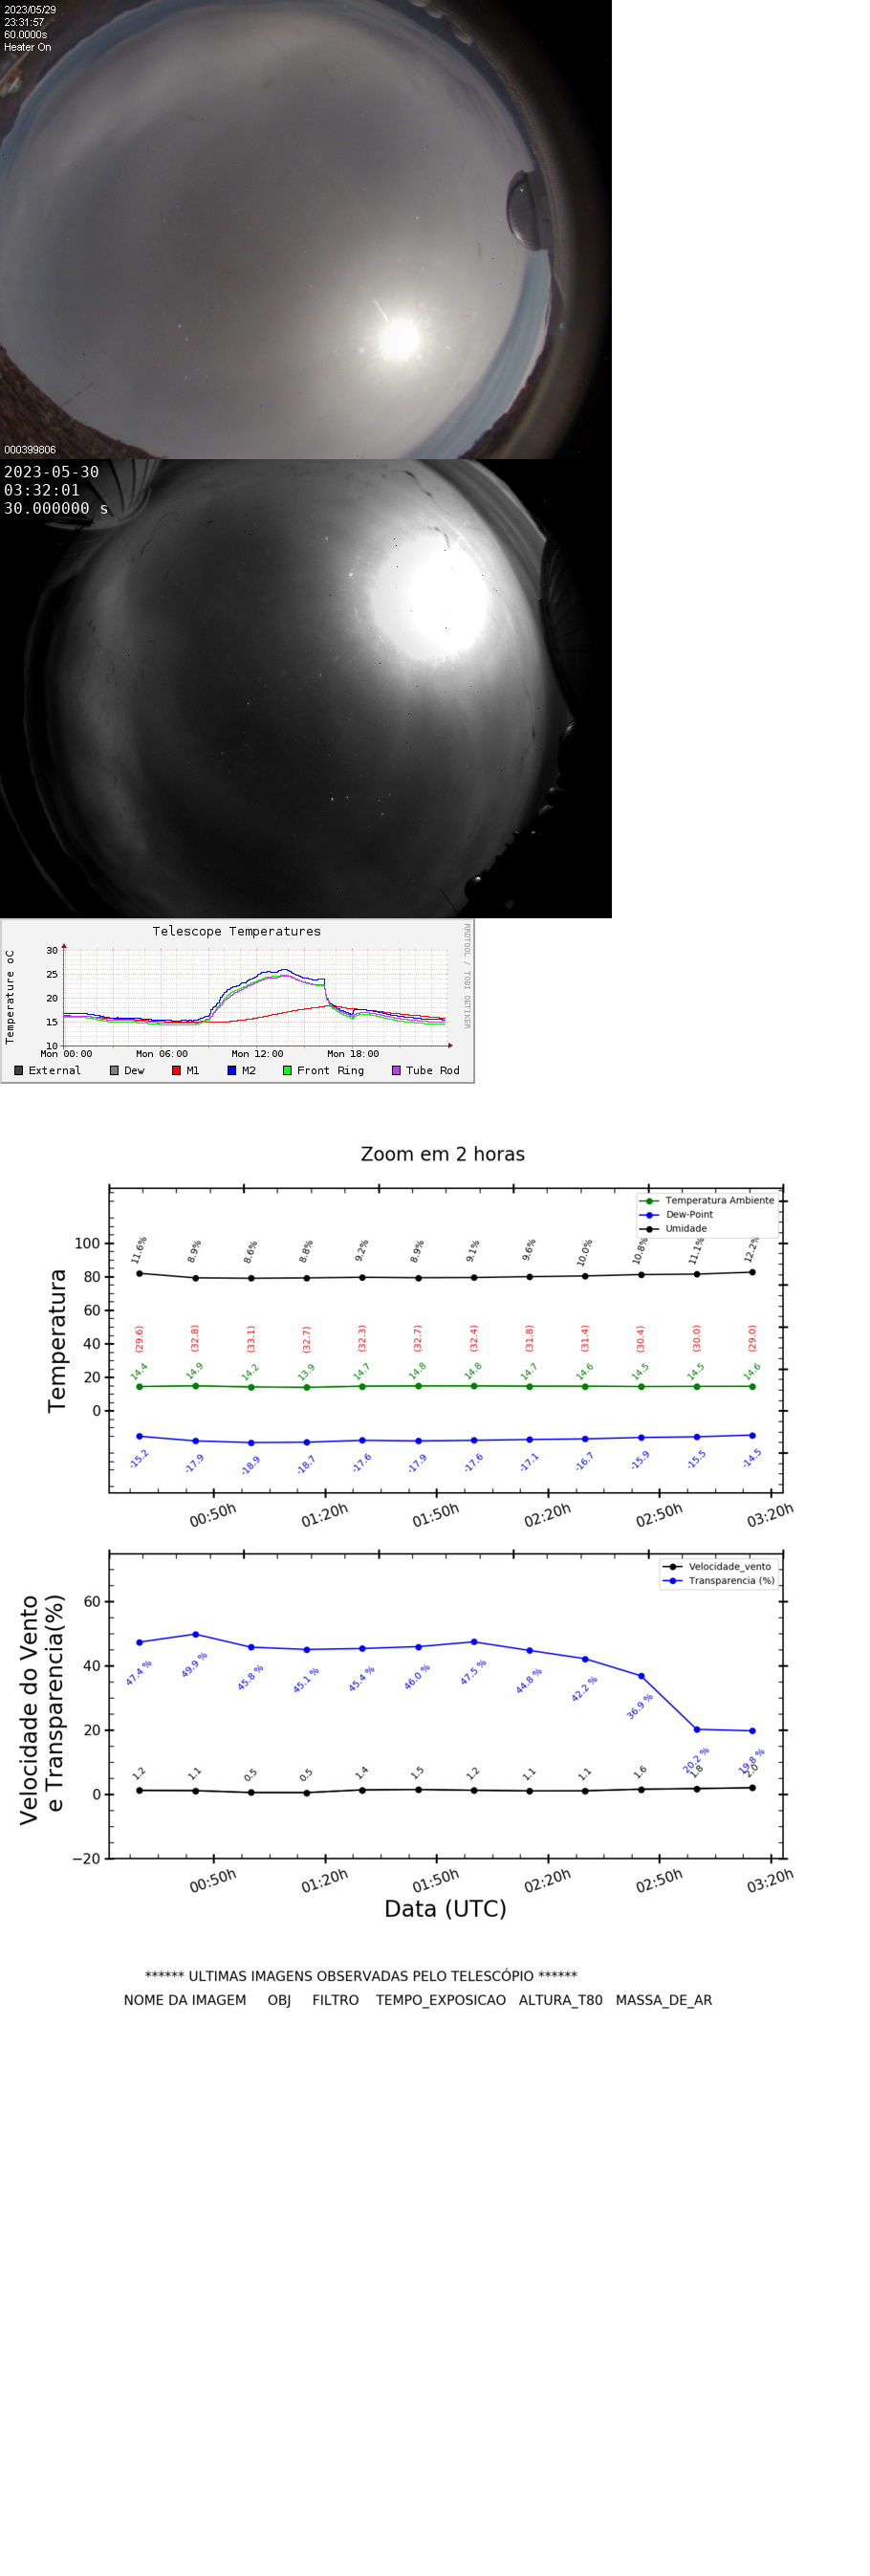 2023/05/29
23:31:57
60.0000s
Heater On
000399806
2023-05-30
03:32:01
30.000000 s
Telescope Temperatures
RRDTOOL / TOBI OETIKER
Temperature oC
30
25
20
15
10
Mon 00:00 Mon 06:00 Mon 12:00 Mon 18:00
External Dew M1 M2 Front Ring Tube Rod
Zoom em 2 horas
Temperatura Ambiente
Dew-Point
Umidade
Temperatura
100
80
60
40
20
0
11.6% 8.9% 8.6% 8.8% 9.2% 8.9% 9.1% 9.6% 10.0% 10.8% 11.1% 12.2%
(29.6) (32.8) (33.1) (32.7) (32.3) (32.7) (32.4) (31.8) (31.4) (30.4) (30.0) (29.0)
14.4 14.9 14.2 13.9 14.7 14.8 14.8 14.7 14.6 14.5 14.5 14.6
-15.2 -17.9 -18.9 -18.7 -17.6 -17.9 -17.6 -17.1 -16.7 -15.9 -15.5 -14.5
00:50h 01:20h 01:50h 02:20h 02:50h 03:20h
Velocidade_vento
Transparencia (%)
Velocidade do Vento
e Transparencia(%)
60
40
20
0
−20
47.4 % 49.9 % 45.8 % 45.1 % 45.4 % 46.0 % 47.5 % 44.8 % 42.2 % 36.9 % 20.2 % 19.8 %
1.2 1.1 0.5 0.5 1.4 1.5 1.2 1.1 1.1 1.6 1.8 2.0
00:50h 01:20h 01:50h 02:20h 02:50h 03:20h
Data (UTC)
****** ULTIMAS IMAGENS OBSERVADAS PELO TELESCÓPIO ******
NOME DA IMAGEM OBJ FILTRO TEMPO_EXPOSICAO ALTURA_T80 MASSA_DE_AR